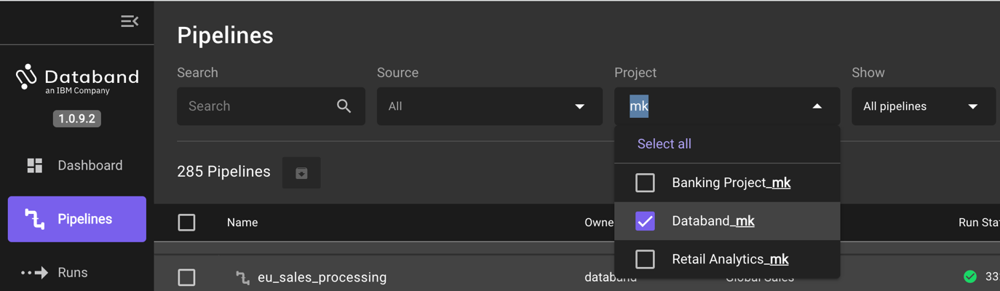 Databand
an IBM Company
1.0.9.2
Dashboard
Pipelines
Runs
Pipelines
Search
Source
Project
Show
Search
All
mk
All pipelines
Select all
Banking Project_mk
Databand_mk
Retail Analytics_mk
285 Pipelines
Name
Owne
Run Sta
eu_sales_processing
databand
Global Sales
33